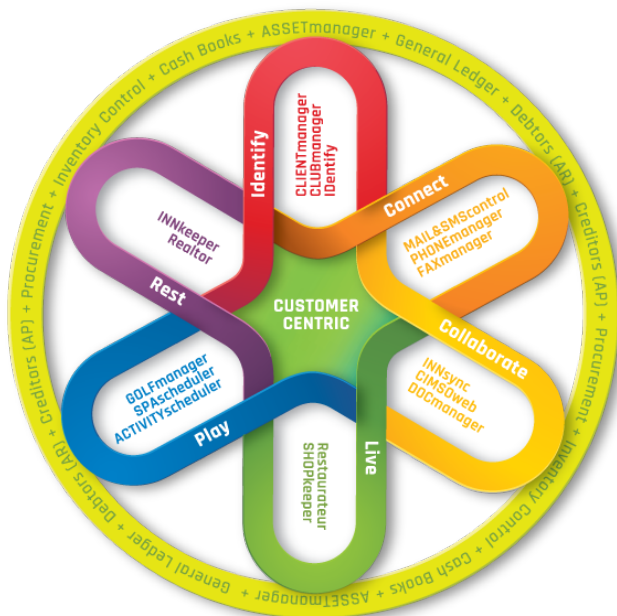 Creditors (AP) + Procurement + Inventory Control + Cash Books + ASSETmanager + General Ledger + Debtors (AR) + Creditors (AP) + Procurement + Inventory Control + Cash Books + ASSETmanager + General Ledger + Debtors (AR) +
Identify
CLIENTmanager
CLUBmanager
IDentify
Connect
MAIL&SMScontrol
PHONEmanager
FAXmanager
Collaborate
INNsync
CiMSOweb
DOCmanager
Live
Restaurateur
SHOPkeeper
Play
GOLFmanager
SPAscheduler
ACTIVITYscheduler
Rest
INNkeeper
Realtor
CUSTOMER
CENTRIC